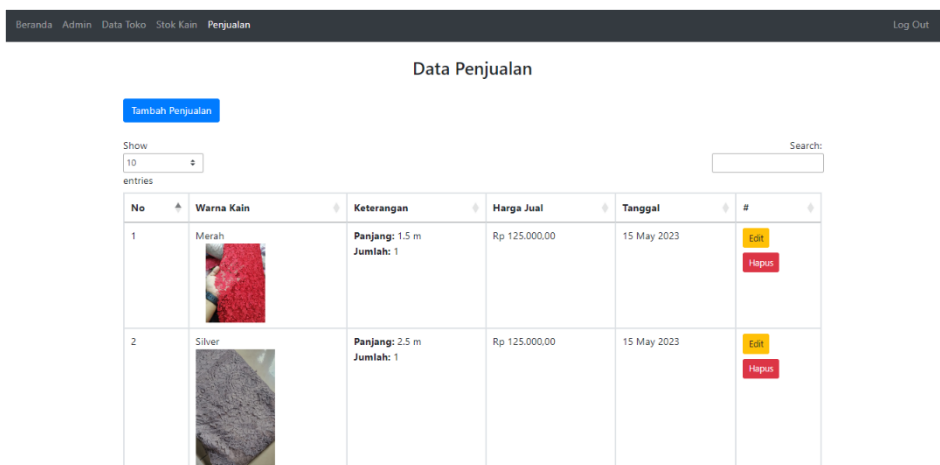 Beranda Admin Data Toko Stok Kain Penjualan Log Out
Data Penjualan
Tambah Penjualan
Show
10
entries
Search:
No Warna Kain Keterangan Harga Jual Tanggal #
1 Merah Panjang: 1.5 m Rp 125.000,00 15 May 2023 Edit
Jumlah: 1
Hapus
2 Silver Panjang: 2.5 m Rp 125.000,00 15 May 2023 Edit
Jumlah: 1
Hapus